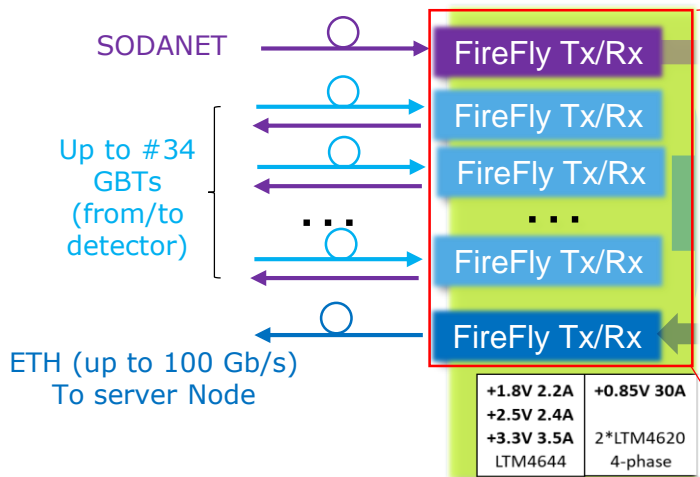 SODANET
FireFly Tx/Rx
FireFly Tx/Rx
Up to #34
GBTs
(from/to
detector)
FireFly Tx/Rx
...
...
FireFly Tx/Rx
FireFly Tx/Rx
ETH (up to 100 Gb/s)
To server Node
+1.8V 2.2A
+2.5V 2.4A
+3.3V 3.5A
LTM4644
+0.85V 30A
2*LTM4620
4-phase